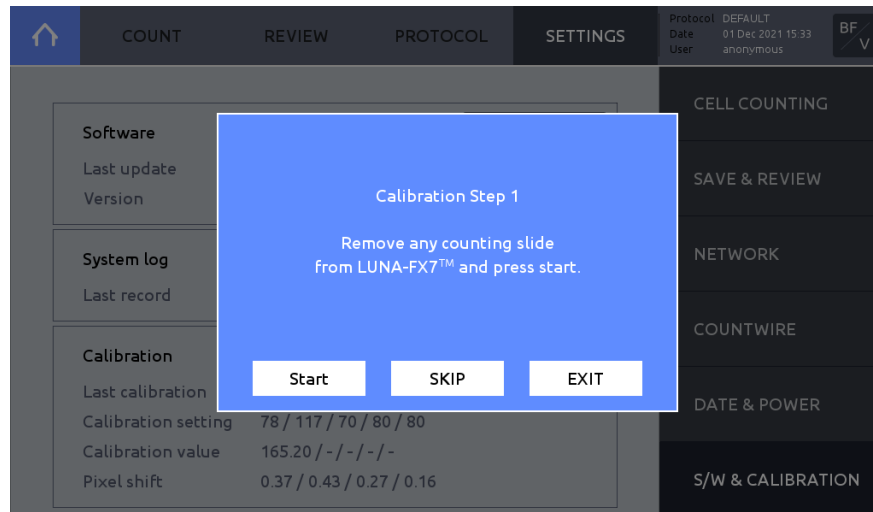 COUNT
REVIEW
PROTOCOL
SETTINGS
Protocol DEFAULT
Date 01 Dec 2021 15:33
User anonymous
BF
V
Software
Last update
Version
System log
Last record
Calibration
Last calibration
Calibration setting 78 / 117 / 70 / 80 / 80
Calibration value 165.20 / - / - / - / -
Pixel shift 0.37 / 0.43 / 0.27 / 0.16
Calibration Step 1
Remove any counting slide
from LUNA-FX7™ and press start.
Start
SKIP
EXIT
CELL COUNTING
SAVE & REVIEW
NETWORK
COUNTWIRE
DATE & POWER
S/W & CALIBRATION